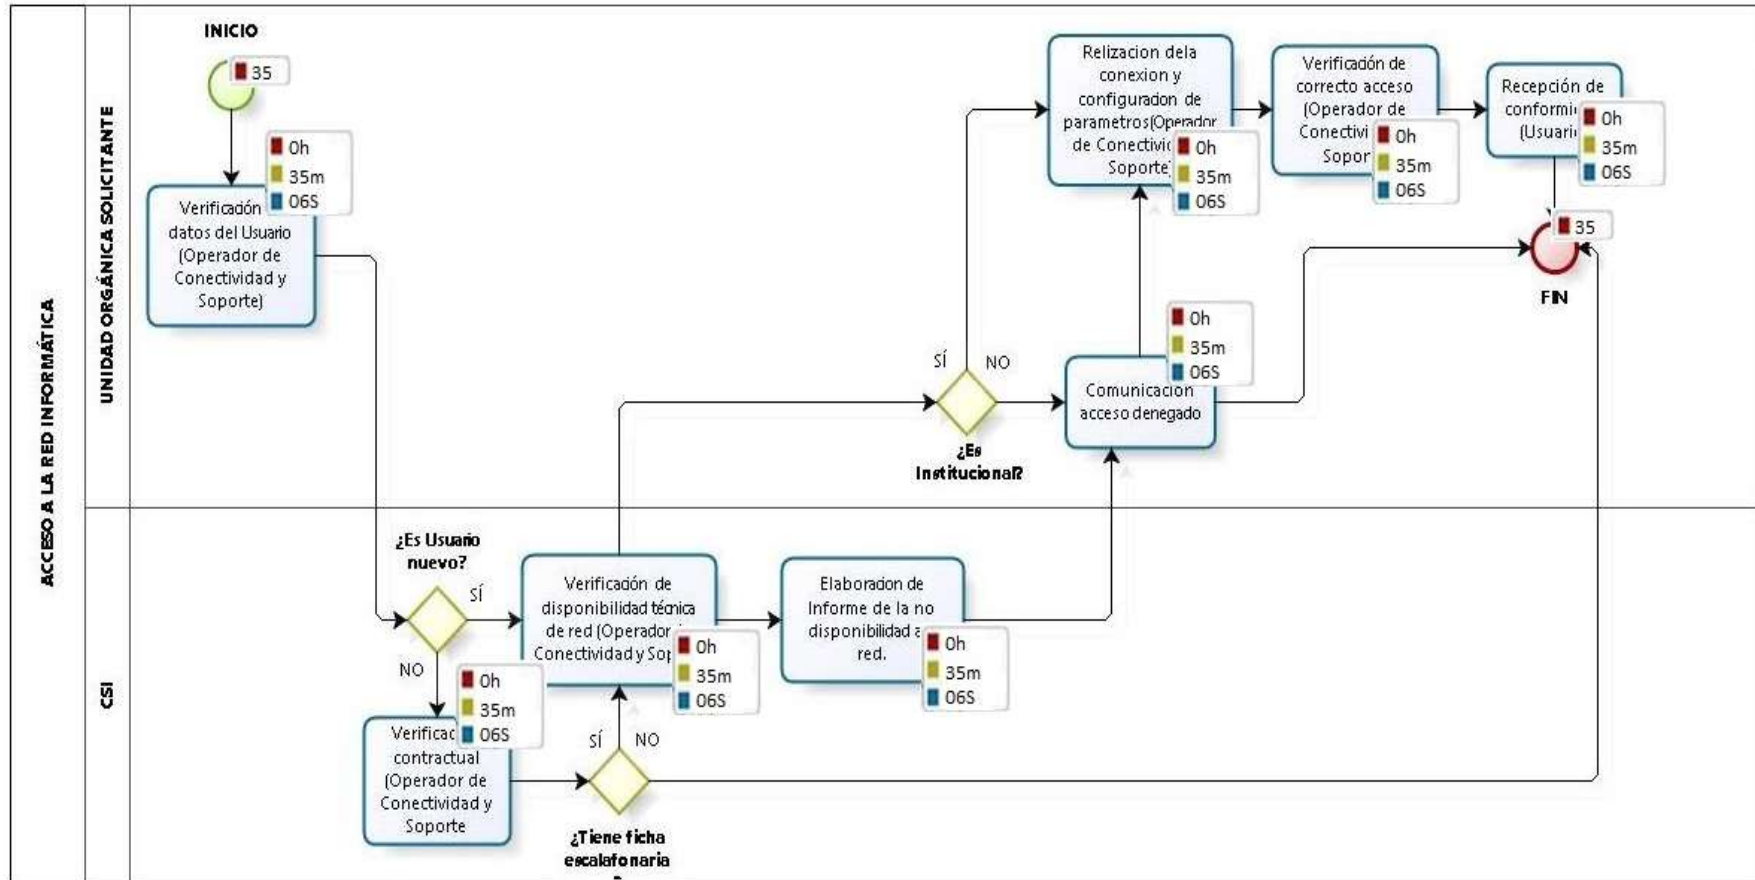 ACCESO A LA RED INFORMÁTICA
UNIDAD ORGÁNICA SOLICITANTE
INICIO
35
0h
35m
06S
Verificación
datos del Usuario
(Operador de
Conectividad y
Soporte)
Relizacion dela
conexion y
configuracion de
parametros(Operador
de Conectivid
Soporte)
0h
35m
06S
Verificación de
correcto acceso
(Operador de
Conectivi
Sopor
0h
35m
06S
Recepción de
conformi
(Usuari
0h
35m
06S
35
FIN
SÍ
NO
¿Es
Institucional?
0h
35m
06S
Comunicación
acceso denegado
CSI
¿Es Usuario
nuevo?
SÍ
NO
Verificación de
disponibilidad técnica
de red (Operador
Conectividad y Sop
0h
35m
06S
Elaboracion de
Informe de la no
disponibilidad a
red.
0h
35m
06S
0h
35m
06S
Verificac
contractual
(Operador de
Conectividad y
Soporte
SÍ
NO
¿Tiene ficha
escalafonaria